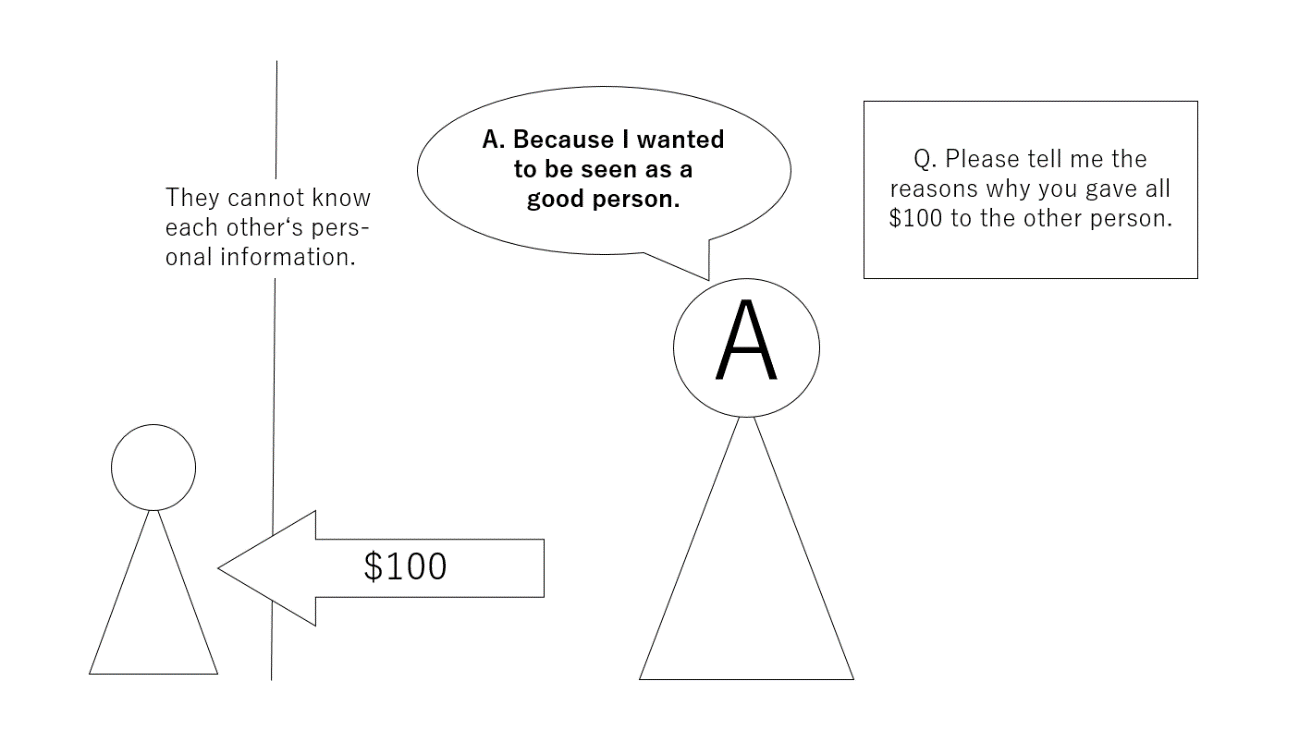 They cannot know
each other‘s pers-
onal information.
A. Because I wanted
to be seen as a
good person.
Q. Please tell me the
reasons why you gave all
$100 to the other person.
A
$100